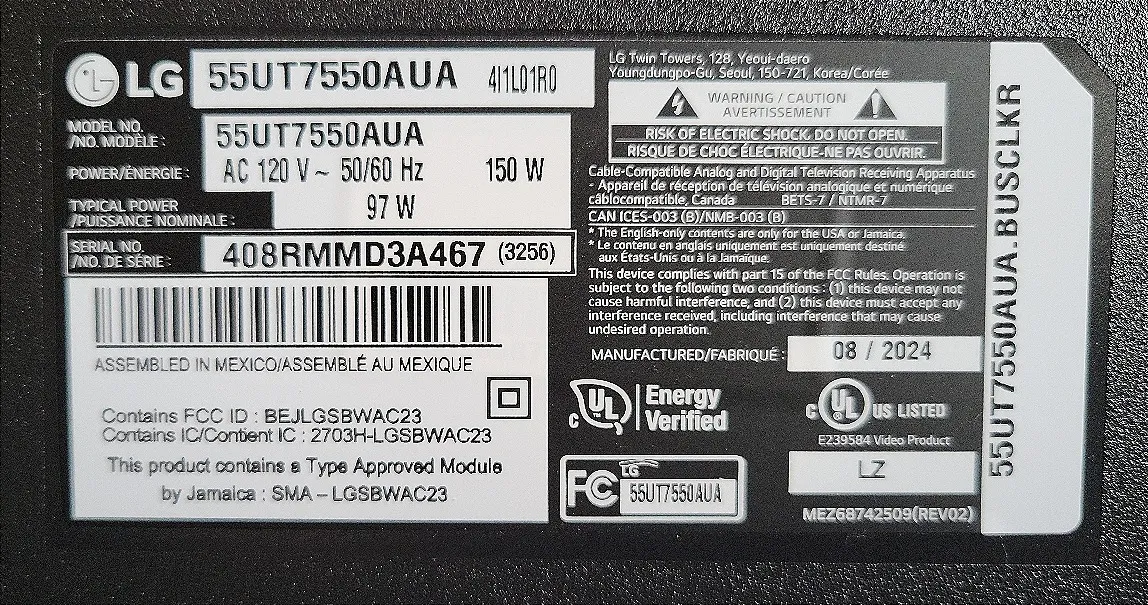 LG 55UT7550AUA 4I1L01R0
MODEL NO. /NO. MODÈLE : 55UT7550AUA
POWER/ÉNERGIE : AC 120 V ~ 50/60 Hz 150 W
TYPICAL POWER /PUISSANCE NOMINALE : 97 W
SERIAL NO. /NO. DE SÉRIE : 408RMMD3A467 (3256)
ASSEMBLED IN MEXICO/ASSEMBLÉ AU MEXIQUE
Contains FCC ID : BEJLGSBWAC23
Contains IC/Contient IC : 2703H-LGSBWAC23
This product contains a Type Approved Module
by Jamaica : SMA – LGSBWAC23
LG Twin Towers, 128, Yeoui-daero
Youngdungpo-Gu, Seoul, 150-721, Korea/Corée
WARNING / CAUTION
AVERTISSEMENT
RISK OF ELECTRIC SHOCK. DO NOT OPEN.
RISQUE DE CHOC ÉLECTRIQUE-NE PAS OUVRIR.
Cable-Compatible Analog and Digital Television Receiving Apparatus
- Appareil de réception de télévision analogique et numérique
câblocompatible, Canada BETS-7 / NTMR-7
CAN ICES-003 (B)/NMB-003 (B)
* The English-only contents are only for the USA or Jamaica.
* Le contenu en anglais uniquement est uniquement destiné
aux États-Unis ou à la Jamaïque.
This device complies with part 15 of the FCC Rules. Operation is
subject to the following two conditions : (1) this device may not
cause harmful interference, and (2) this device must accept any
interference received, including interference that may cause
undesired operation.
MANUFACTURED/FABRIQUÉ : 08 / 2024
c UL Energy
Verified
c UL US LISTED
E239584 Video Product
FC LG
55UT7550AUA
LZ
MEZ68742509(REV02)
55UT7550AUA.BUSCLKR